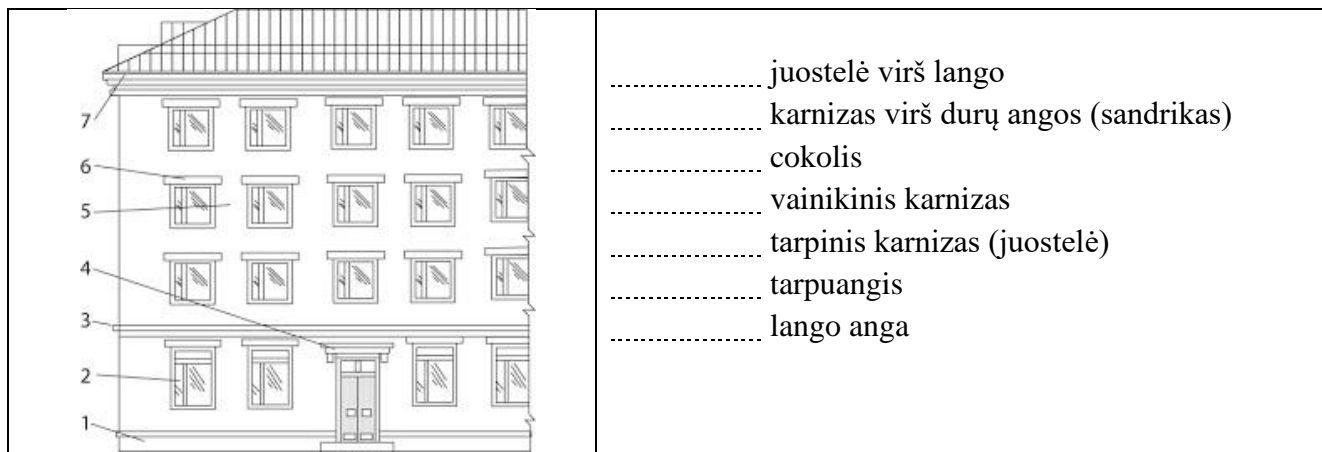 7
6
5
4
3
2
1
juostelė virš lango
karnizas virš durų angos (sandrikas)
cokolis
vainikinis karnizas
tarpinis karnizas (juostelė)
tarpuangis
lango anga